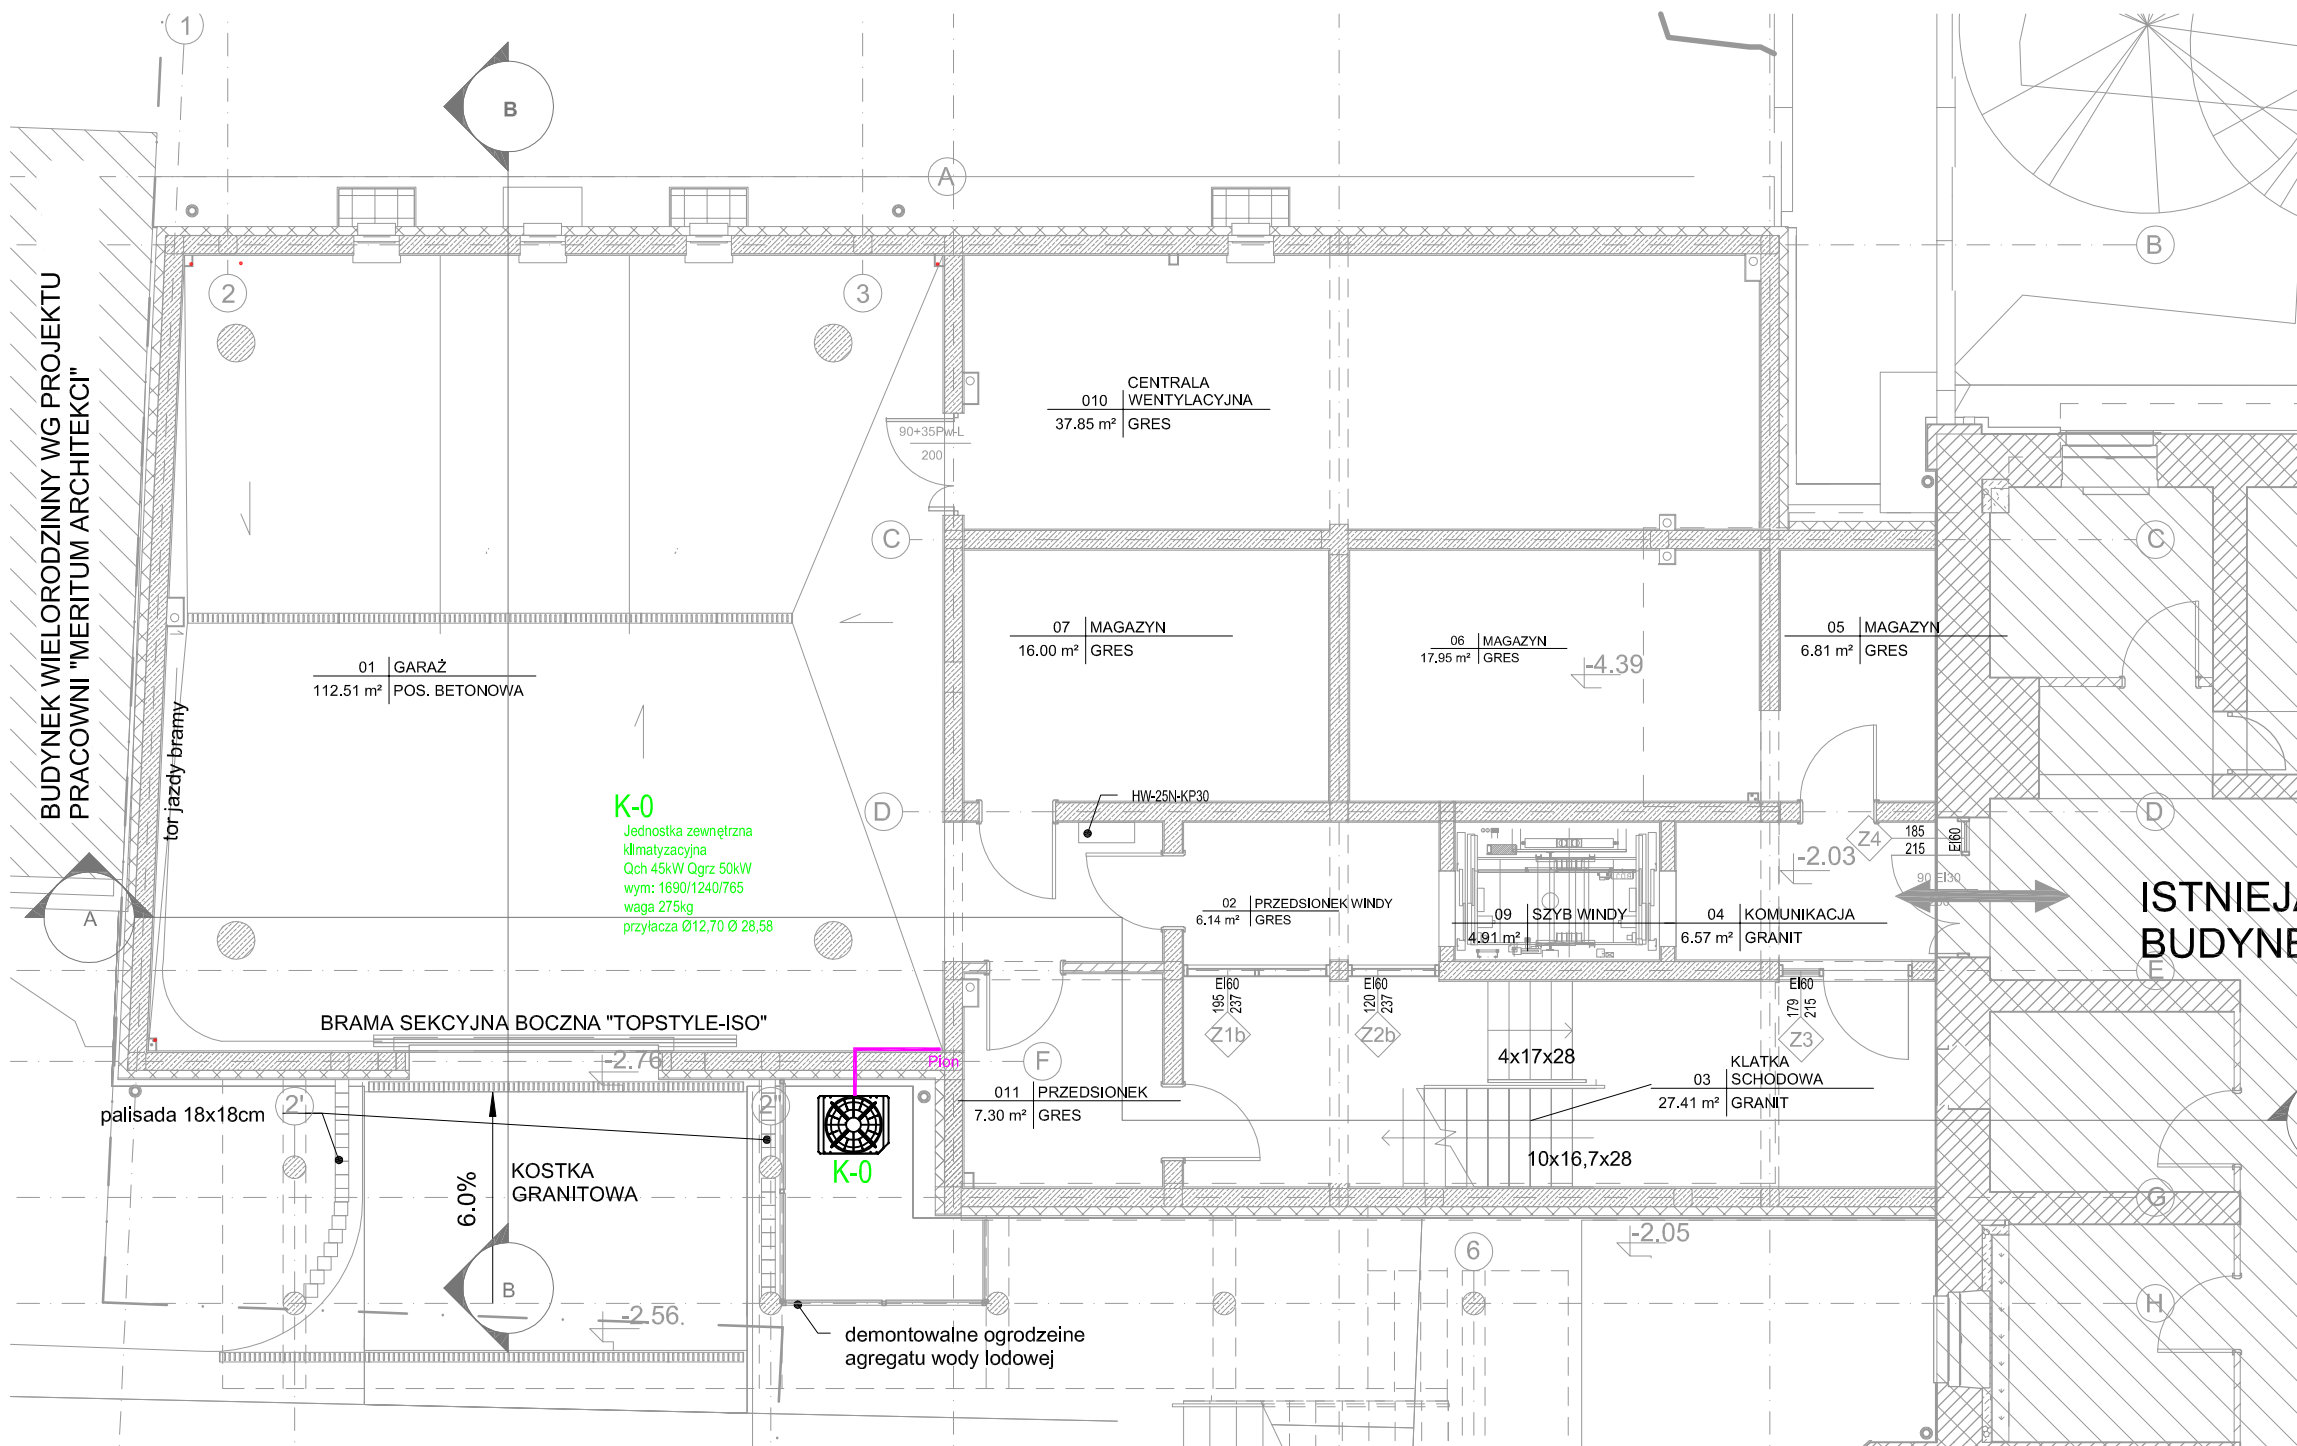 1
B
A
B
2
3
BUDYNEK WIELORODZINNY WG PROJEKTU
PRACOWNI "MERITUM ARCHITEKCI"
CENTRALA
010 WENTYLACYJNA
37.85 m² GRES
90+35Pw-L
200
C
C
07 MAGAZYN
16.00 m² GRES
06 MAGAZYN
17.95 m² GRES
-4.39
05 MAGAZYN
6.81 m² GRES
01 GARAŻ
112.51 m² POS. BETONOWA
tor jazdy bramy
K-0
Jednostka zewnętrzna
klimatyzacyjna
Qch 45kW Qgrz 50kW
wym: 1690/1240/765
waga 275kg
przyłacza Ø12,70 Ø 28,58
D
HW-25N-KP30
D
Z4
185
215
EI60
-2.03
90 EI30
A
02 PRZEDSIONEK WINDY
6.14 m² GRES
09 SZYB WINDY
4.91 m²
04 KOMUNIKACJA
6.57 m² GRANIT
ISTNIEJĄ
BUDYNE
E
EI60
195
237
Z1b
EI60
120
237
Z2b
EI60
179
215
Z3
BRAMA SEKCYJNA BOCZNA "TOPSTYLE-ISO"
-2.76
Pion
F
4x17x28
KLATKA
03 SCHODOWA
27.41 m² GRANIT
011 PRZEDSIONEK
7.30 m² GRES
2'
2"
palisada 18x18cm
K-0
KOSTKA
GRANITOWA
6.0%
10x16,7x28
G
-2.05
6
B
H
-2.56.
demontowalne ogrodzeine
agregatu wody lodowej